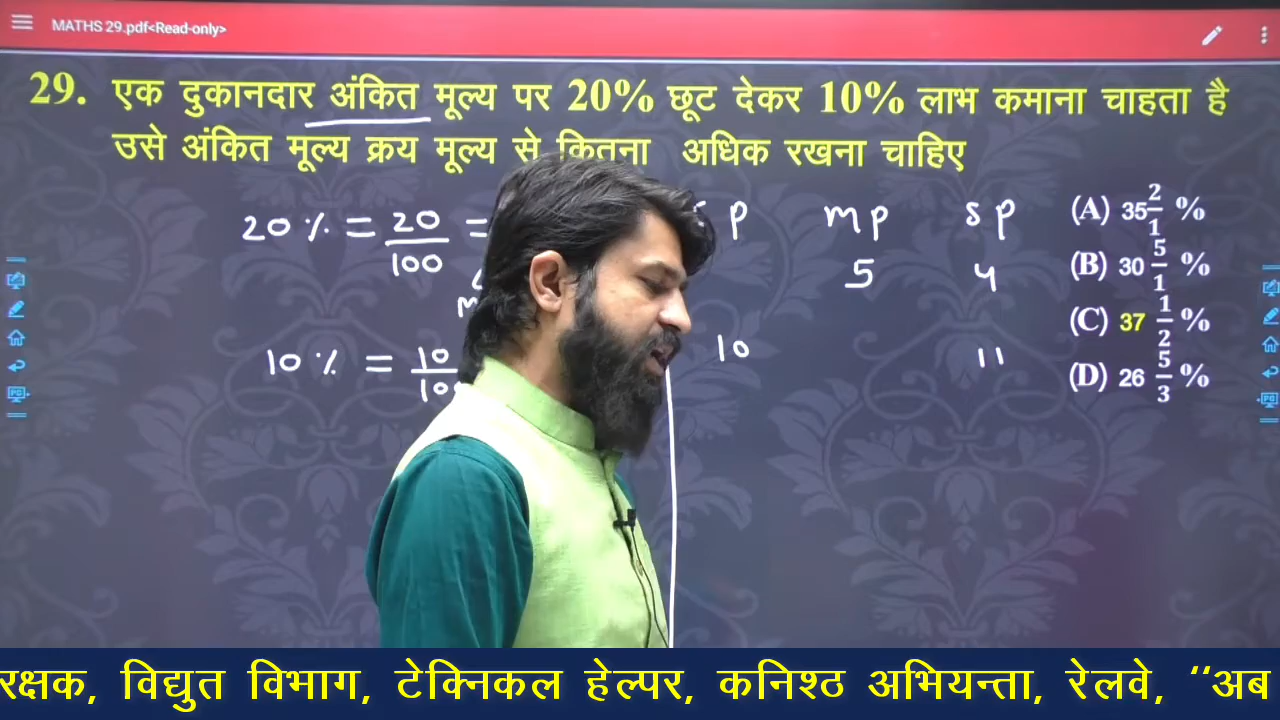 MATHS 29.pdf<Read-only>
29. एक दुकानदार अंकित मूल्य पर 20% छूट देकर 10% लाभ कमाना चाहता है
उसे अंकित मूल्य क्रय मूल्य से कितना अधिक रखना चाहिए
20 % = 20/100 =
P MP SP
5 4
10 % = 10/100
10 11
(A) 35 2/1 %
(B) 30 5/1 %
(C) 37 1/2 %
(D) 26 5/3 %
रक्षक, विद्युत विभाग, टेक्निकल हेल्पर, कनिश्ठ अभियन्ता, रेलवे, ‘‘अब